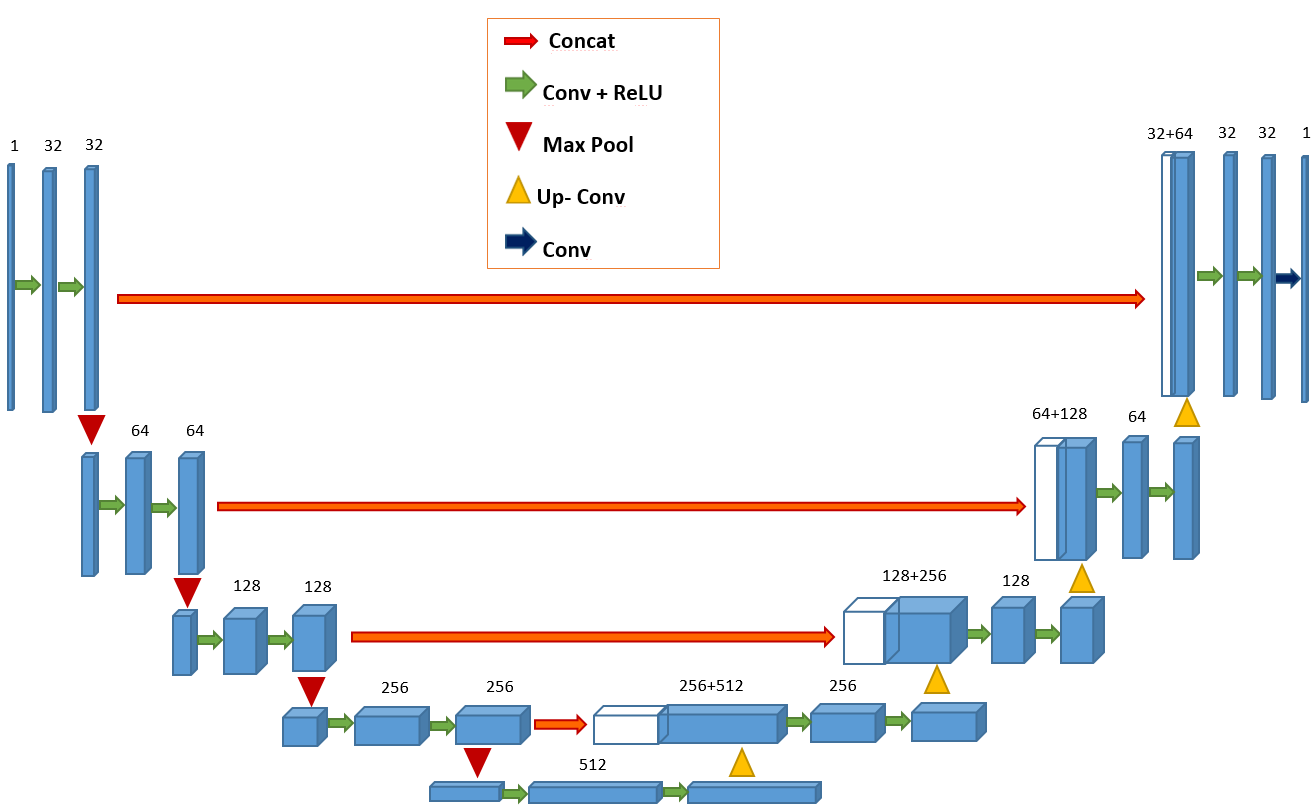 Concat
Conv + ReLU
Max Pool
Up- Conv
Conv
1 32 32
32+64 32 32 1
64 64
64+128 64
128 128
128+256 128
256 256 256+512 256
512